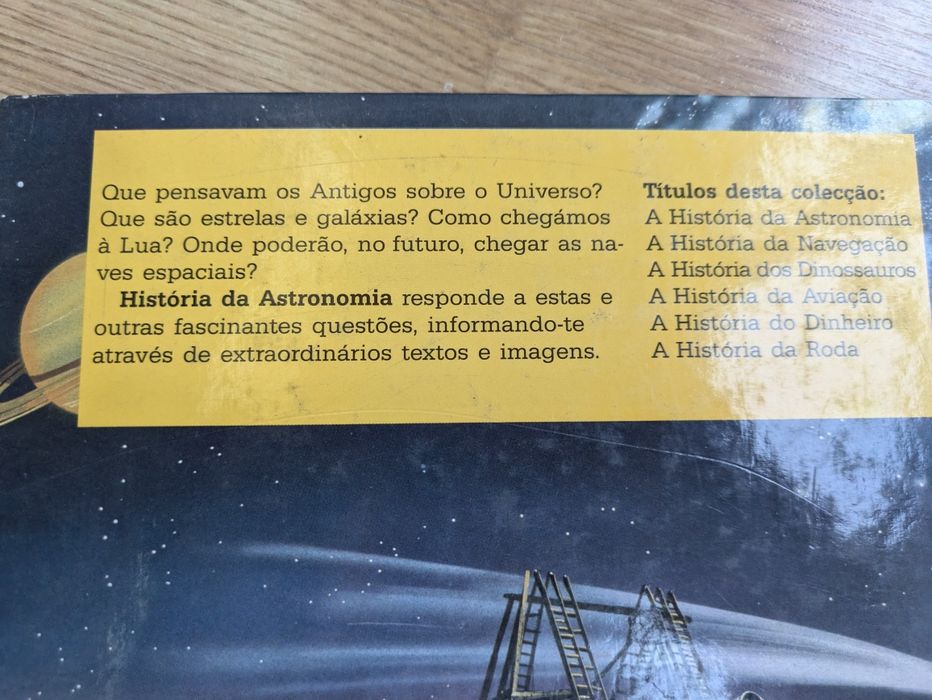 Que pensavam os Antigos sobre o Universo?
Que são estrelas e galáxias? Como chegámos
à Lua? Onde poderão, no futuro, chegar as na-
ves espaciais?
História da Astronomia responde a estas e
outras fascinantes questões, informando-te
através de extraordinários textos e imagens.
Títulos desta colecção:
A História da Astronomia
A História da Navegação
A História dos Dinossauros
A História da Aviação
A História do Dinheiro
A História da Roda